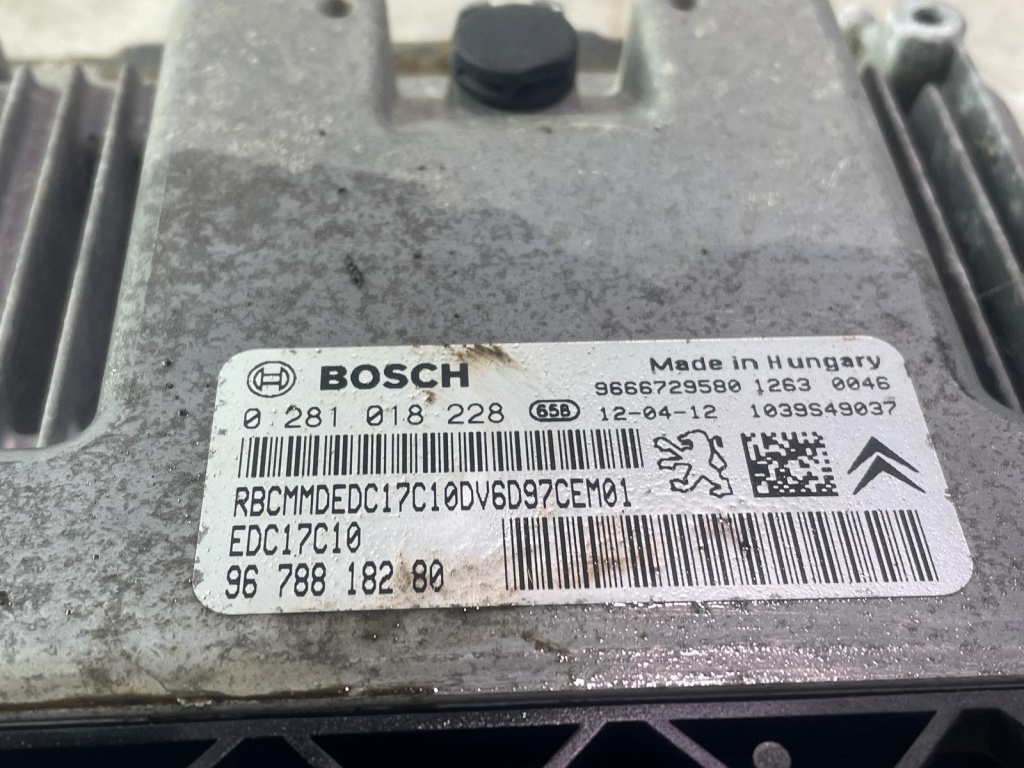 BOSCH
Made in Hungary
9666729580 1263 0046
0 281 018 228 658 12-04-12 1039S49037
RBCMMDEDC17C10DV6D97CEM01
EDC17C10
96 788 182 80